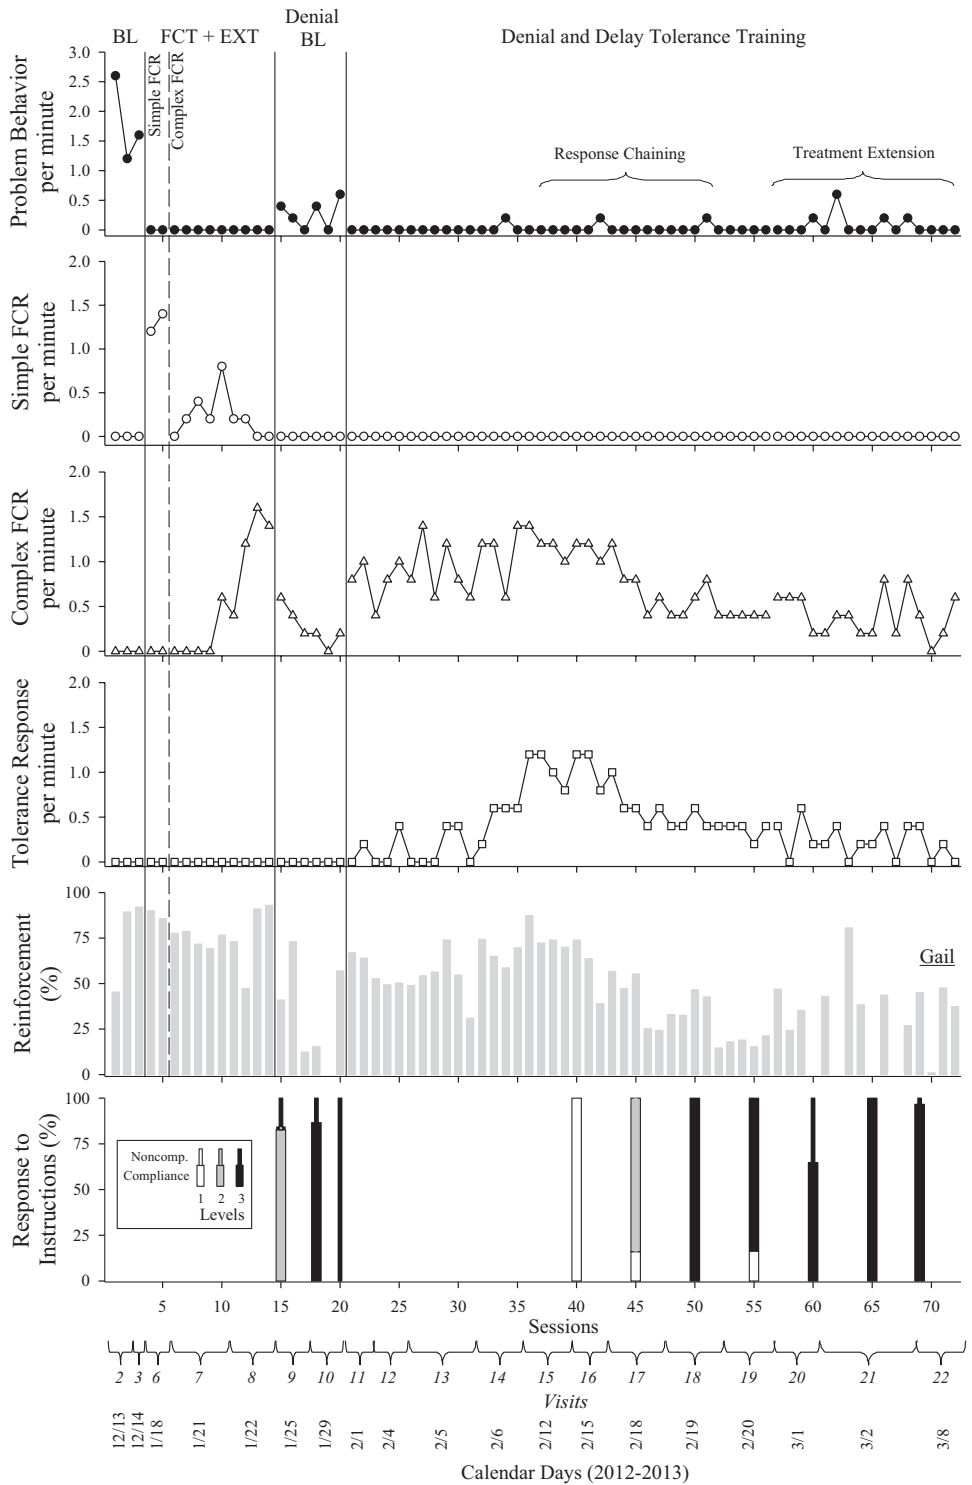 BL
FCT + EXT
Denial
BL
Denial and Delay Tolerance Training
Problem Behavior
per minute
3.0
2.5
2.0
1.5
1.0
0.5
0
Simple FCR
Complex FCR
Response Chaining
Treatment Extension
Simple FCR
per minute
2.0
1.5
1.0
0.5
0
Complex FCR
per minute
2.0
1.5
1.0
0.5
0
Tolerance Response
per minute
2.0
1.5
1.0
0.5
0
Reinforcement
(%)
100
75
50
25
0
Gail
Response to
Instructions (%)
100
75
50
25
0
Noncomp.
Compliance
1 2 3
Levels
5 10 15 20 25 30 35 40 45 50 55 60 65 70
Sessions
2 3 6 7 8 9 10 11 12 13 14 15 16 17 18 19 20 21 22
Visits
12/13 12/14 1/18 1/21 1/22 1/25 1/29 2/1 2/4 2/5 2/6 2/12 2/15 2/18 2/19 2/20 3/1 3/2 3/8
Calendar Days (2012-2013)